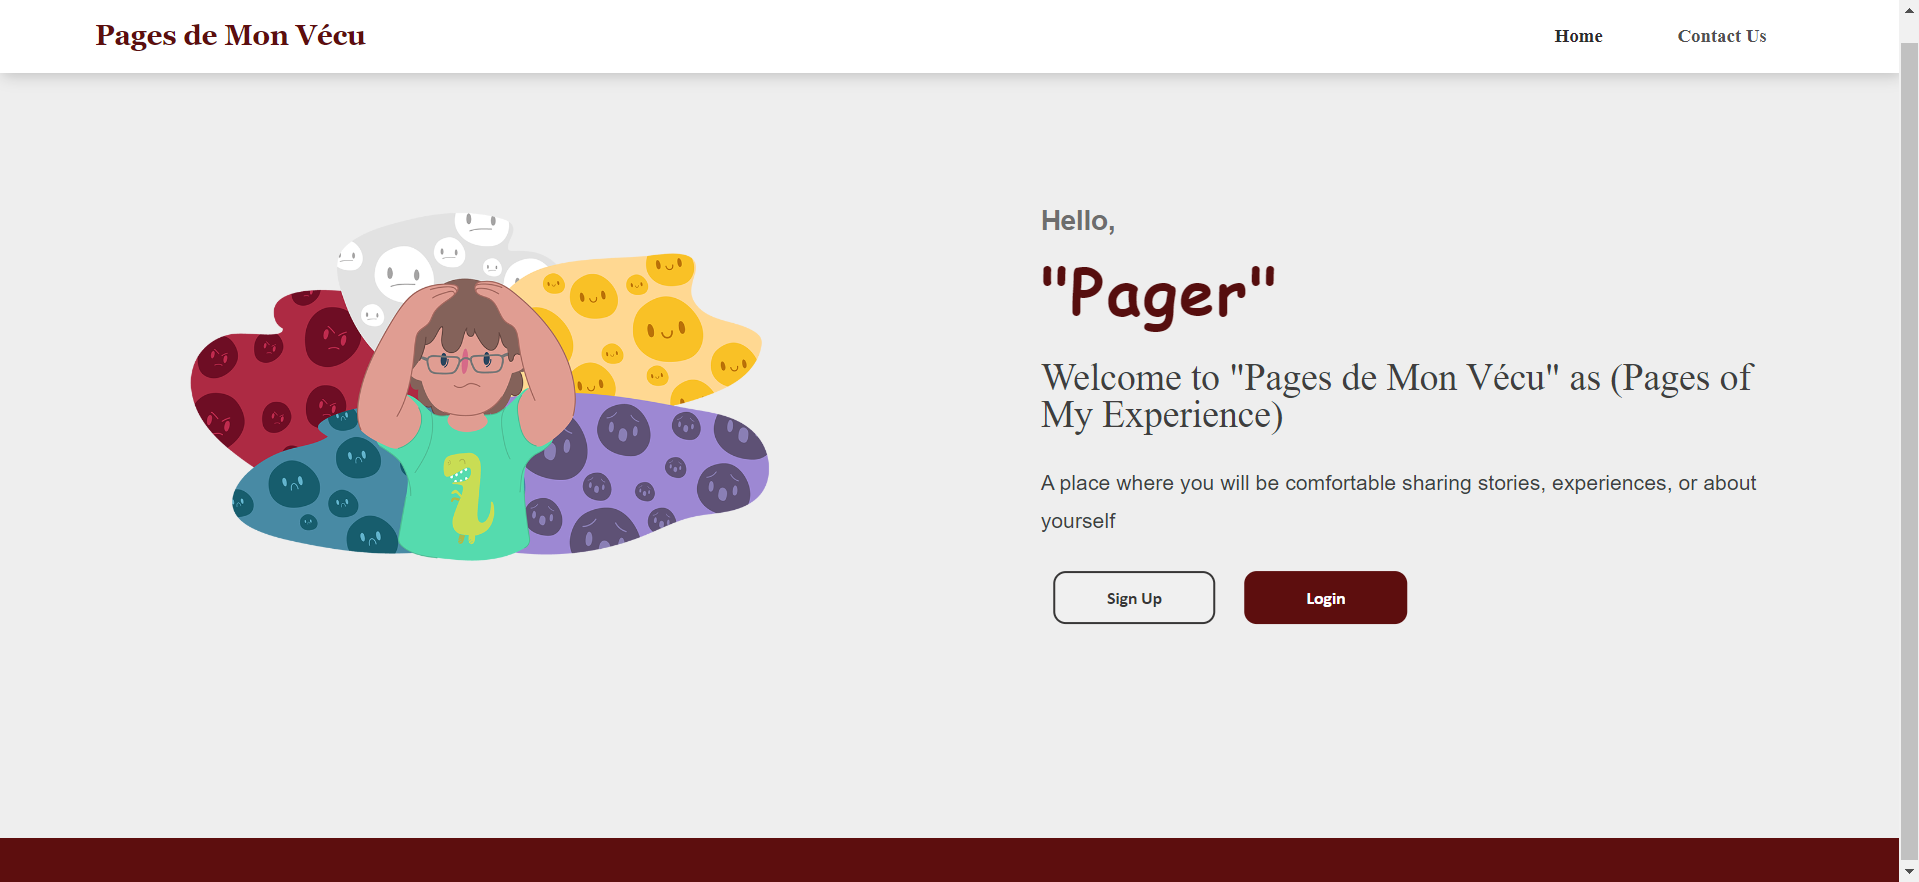 Pages de Mon Vécu
Home
Contact Us
Hello,
"Pager"
Welcome to "Pages de Mon Vécu" as (Pages of
My Experience)
A place where you will be comfortable sharing stories, experiences, or about
yourself
Sign Up
Login